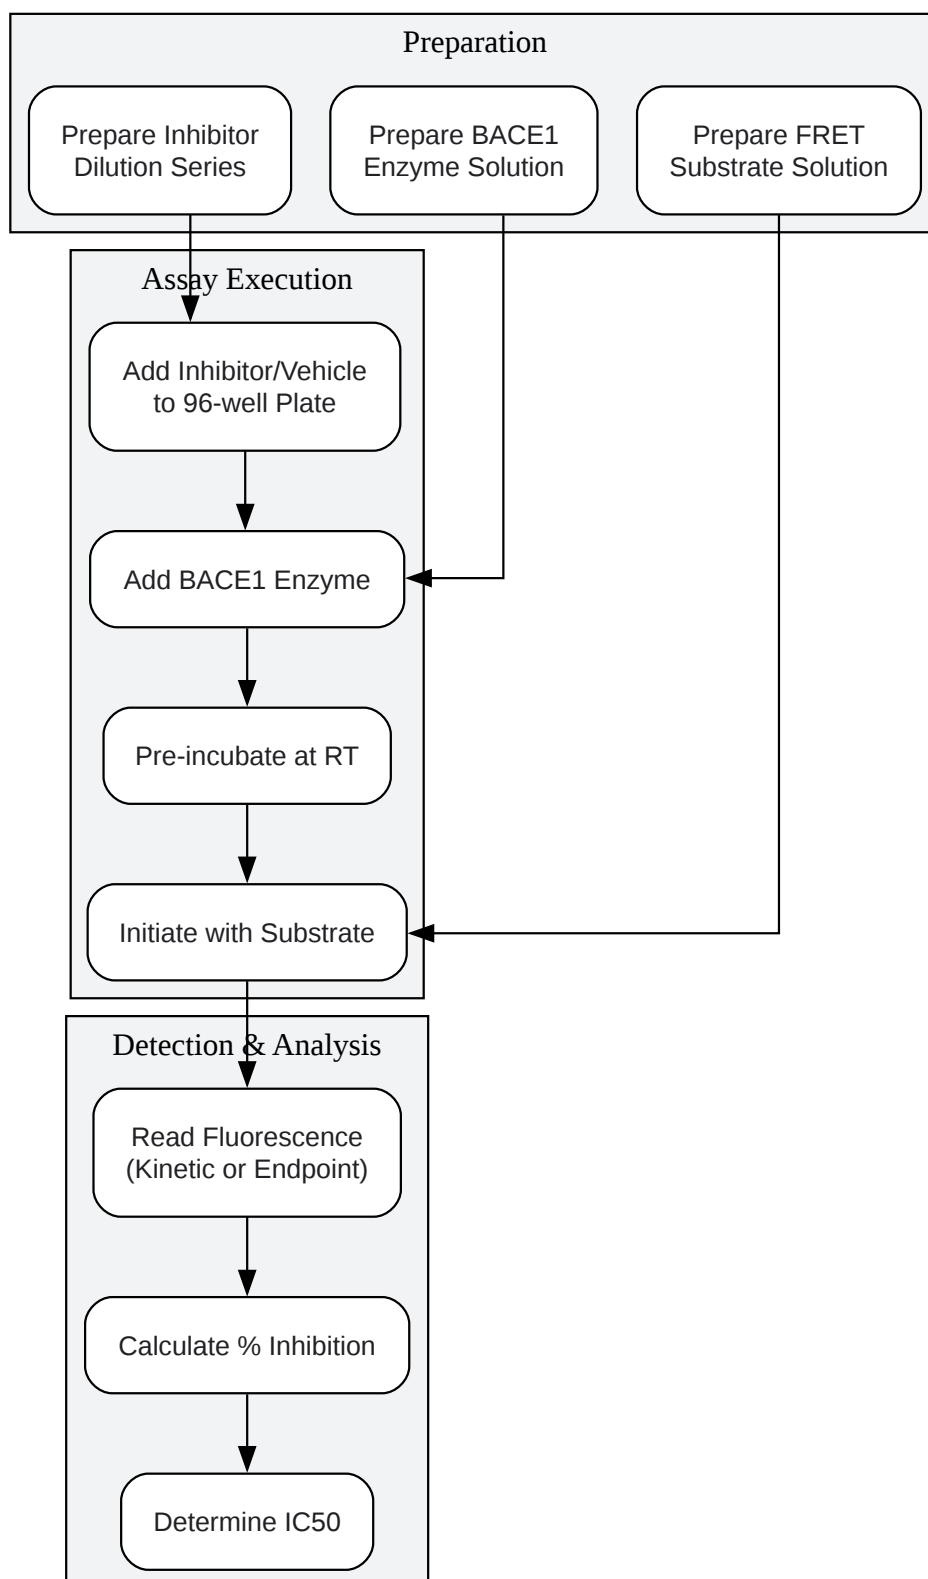 Preparation
Prepare Inhibitor
Dilution Series
Prepare BACE1
Enzyme Solution
Prepare FRET
Substrate Solution
Assay Execution
Add Inhibitor/Vehicle
to 96-well Plate
Add BACE1 Enzyme
Pre-incubate at RT
Initiate with Substrate
Detection & Analysis
Read Fluorescence
(Kinetic or Endpoint)
Calculate % Inhibition
Determine IC50